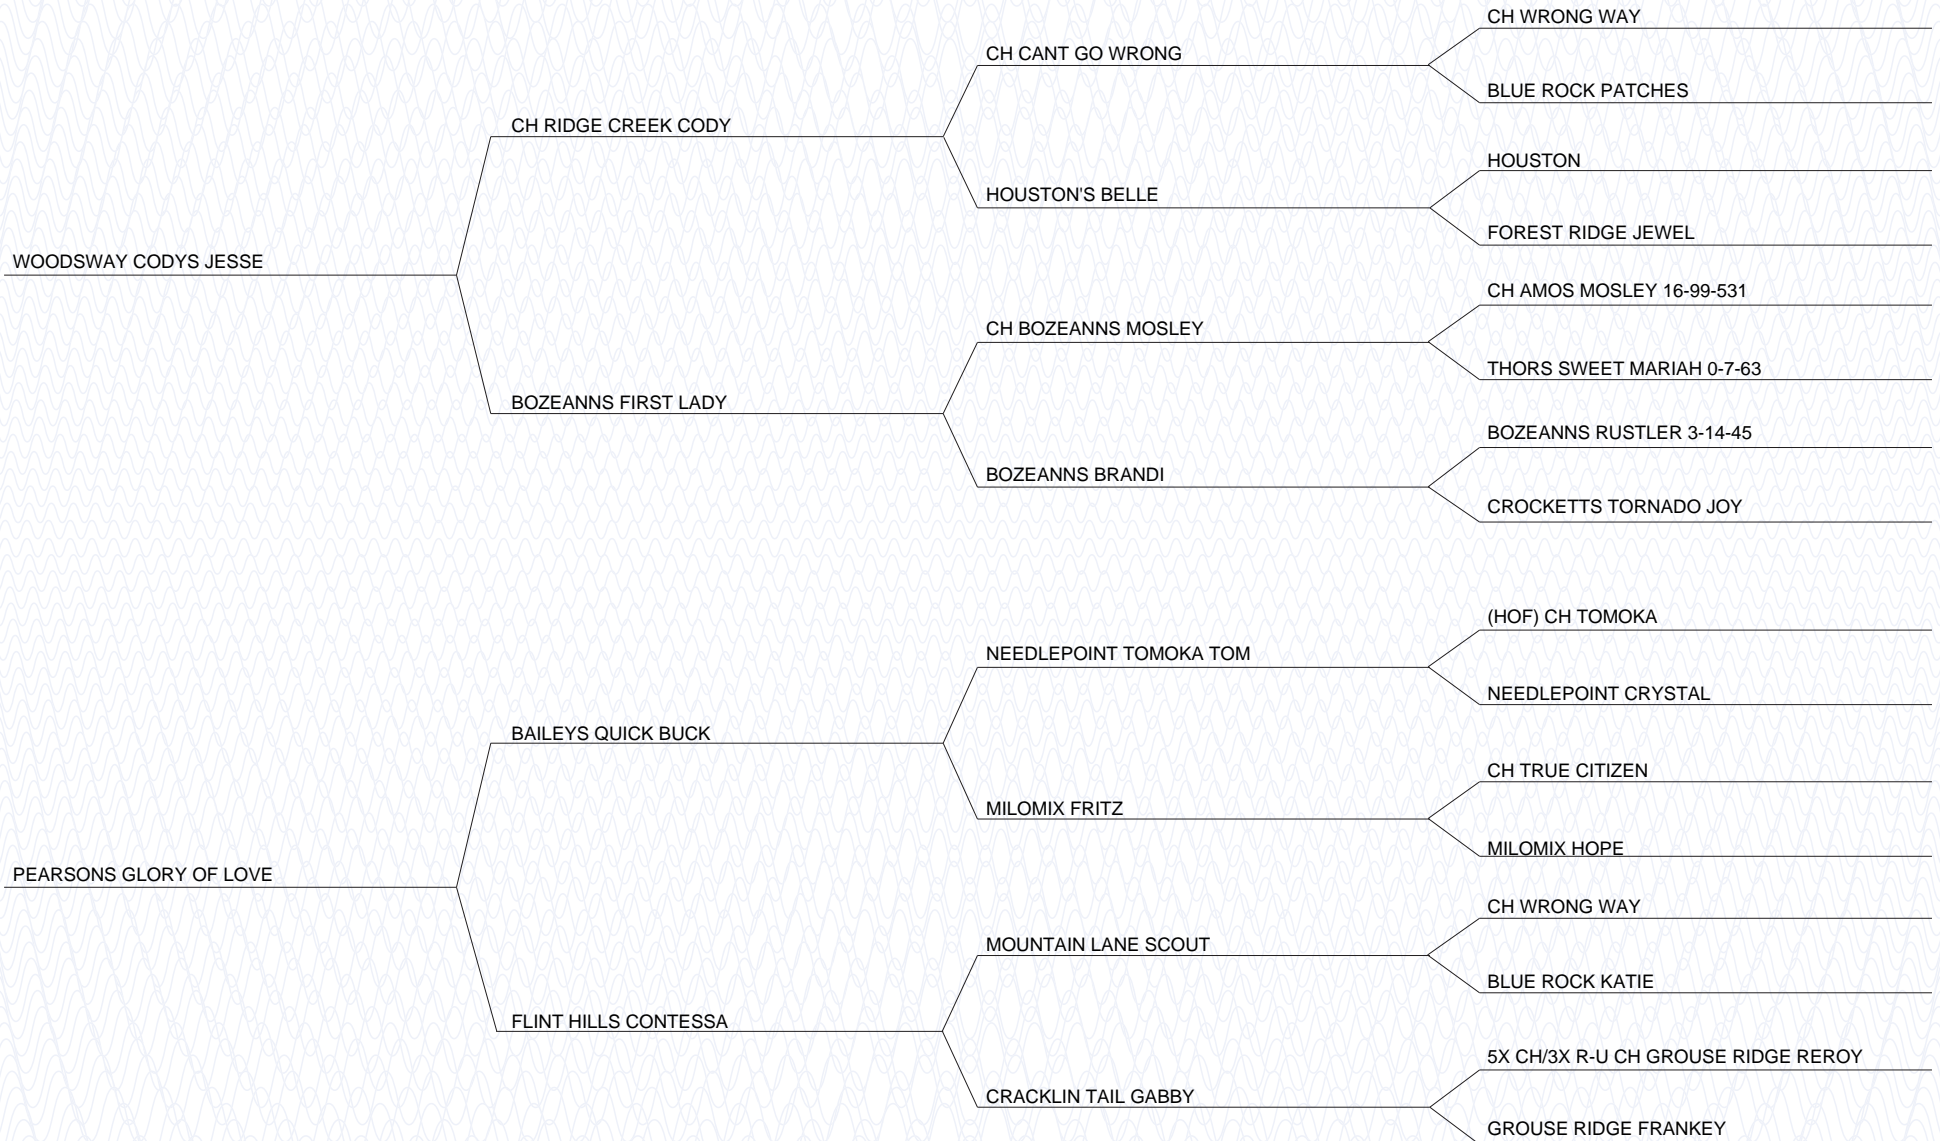 CH WRONG WAY
CH CANT GO WRONG
BLUE ROCK PATCHES
CH RIDGE CREEK CODY
HOUSTON
HOUSTON'S BELLE
FOREST RIDGE JEWEL
WOODSWAY CODYS JESSE
CH AMOS MOSLEY 16-99-531
CH BOZEANNS MOSLEY
THORS SWEET MARIAH 0-7-63
BOZEANNS FIRST LADY
BOZEANNS RUSTLER 3-14-45
BOZEANNS BRANDI
CROCKETTS TORNADO JOY
(HOF) CH TOMOKA
NEEDLEPOINT TOMOKA TOM
NEEDLEPOINT CRYSTAL
BAILEYS QUICK BUCK
CH TRUE CITIZEN
MILOMIX FRITZ
MILOMIX HOPE
PEARSONS GLORY OF LOVE
CH WRONG WAY
MOUNTAIN LANE SCOUT
BLUE ROCK KATIE
FLINT HILLS CONTESSA
5X CH/3X R-U CH GROUSE RIDGE REROY
CRACKLIN TAIL GABBY
GROUSE RIDGE FRANKEY